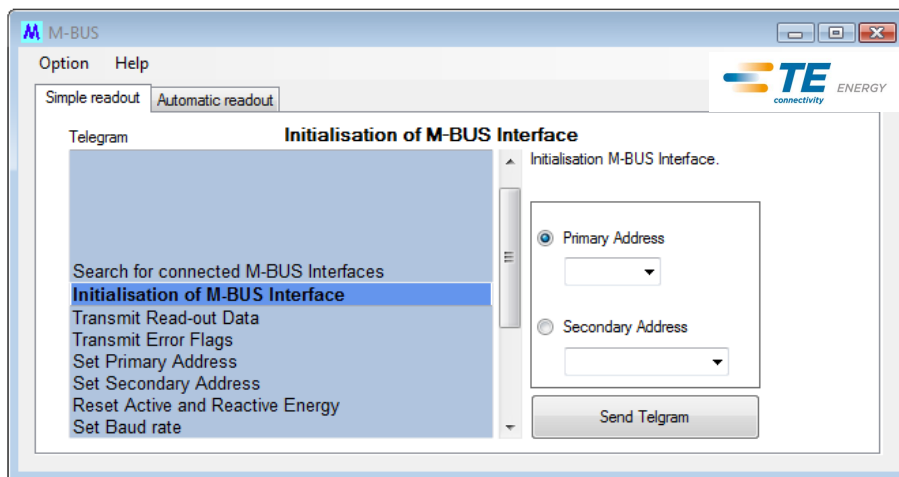 M-BUS
Option Help
TE ENERGY
connectivity
Simple readout Automatic readout
Telegram
Initialisation of M-BUS Interface
Initialisation M-BUS Interface.
Search for connected M-BUS Interfaces
Initialisation of M-BUS Interface
Transmit Read-out Data
Transmit Error Flags
Set Primary Address
Set Secondary Address
Reset Active and Reactive Energy
Set Baud rate
Primary Address
Secondary Address
Send Telgram